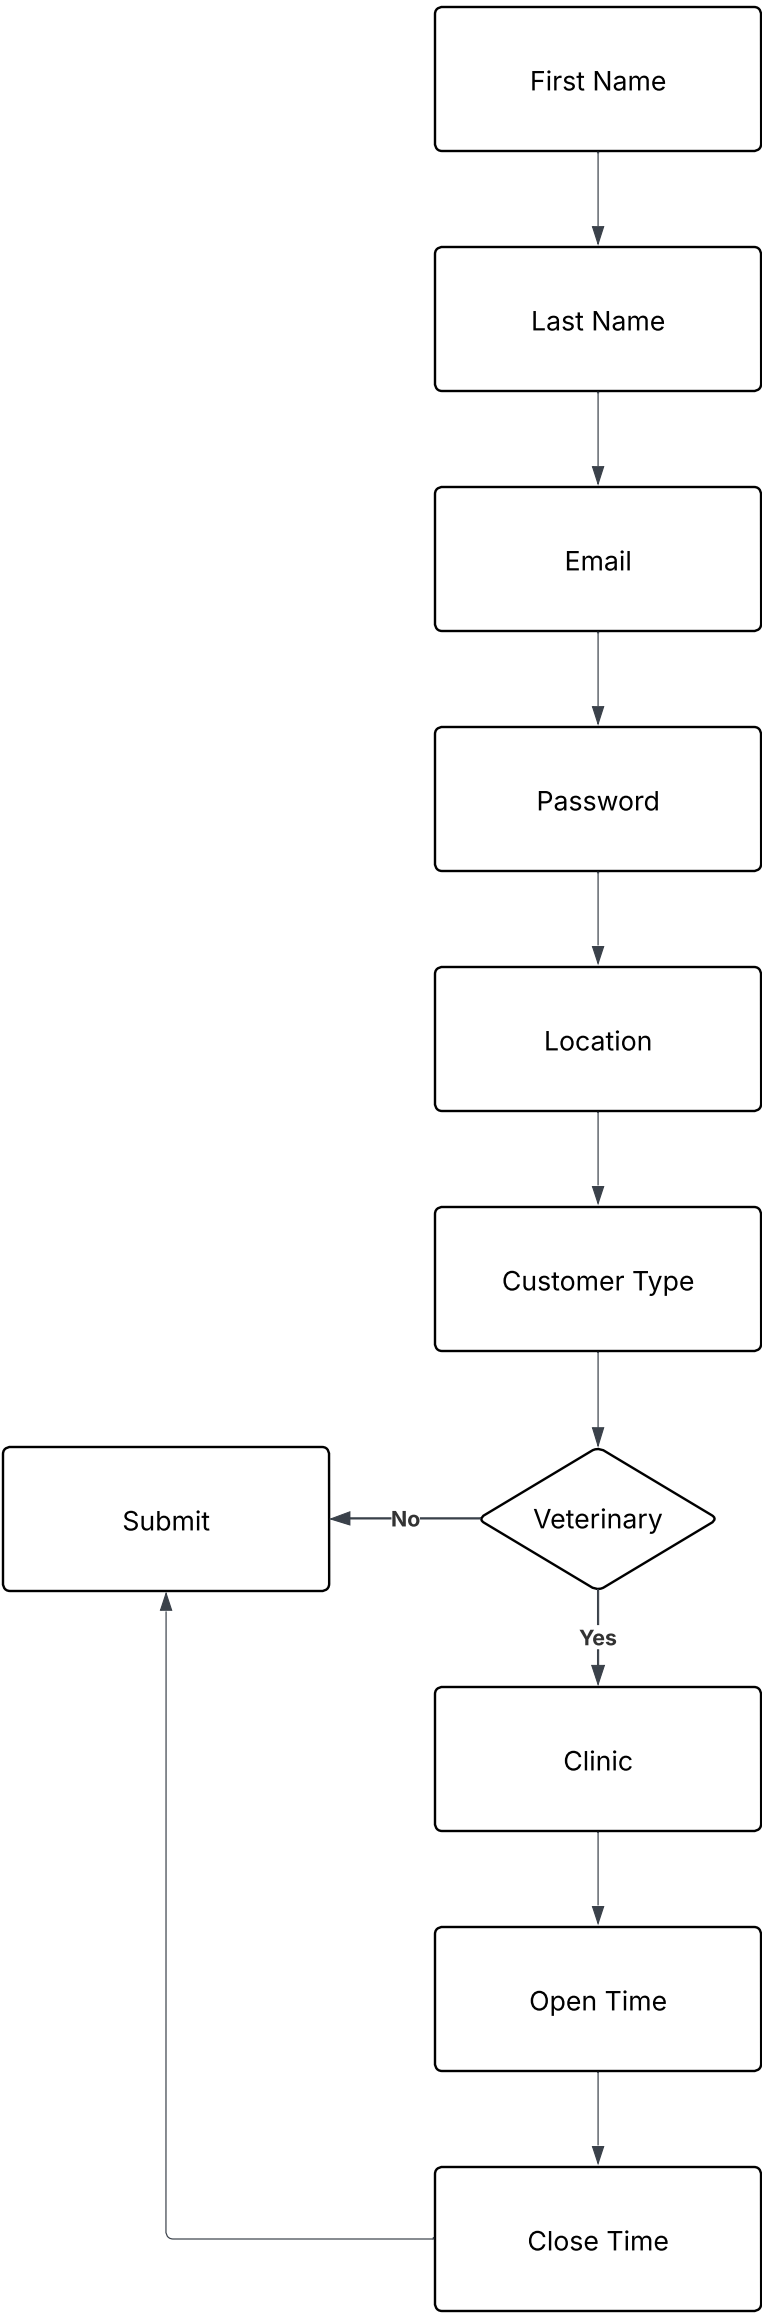 First Name
Last Name
Email
Password
Location
Customer Type
Veterinary
No
Submit
Yes
Clinic
Open Time
Close Time